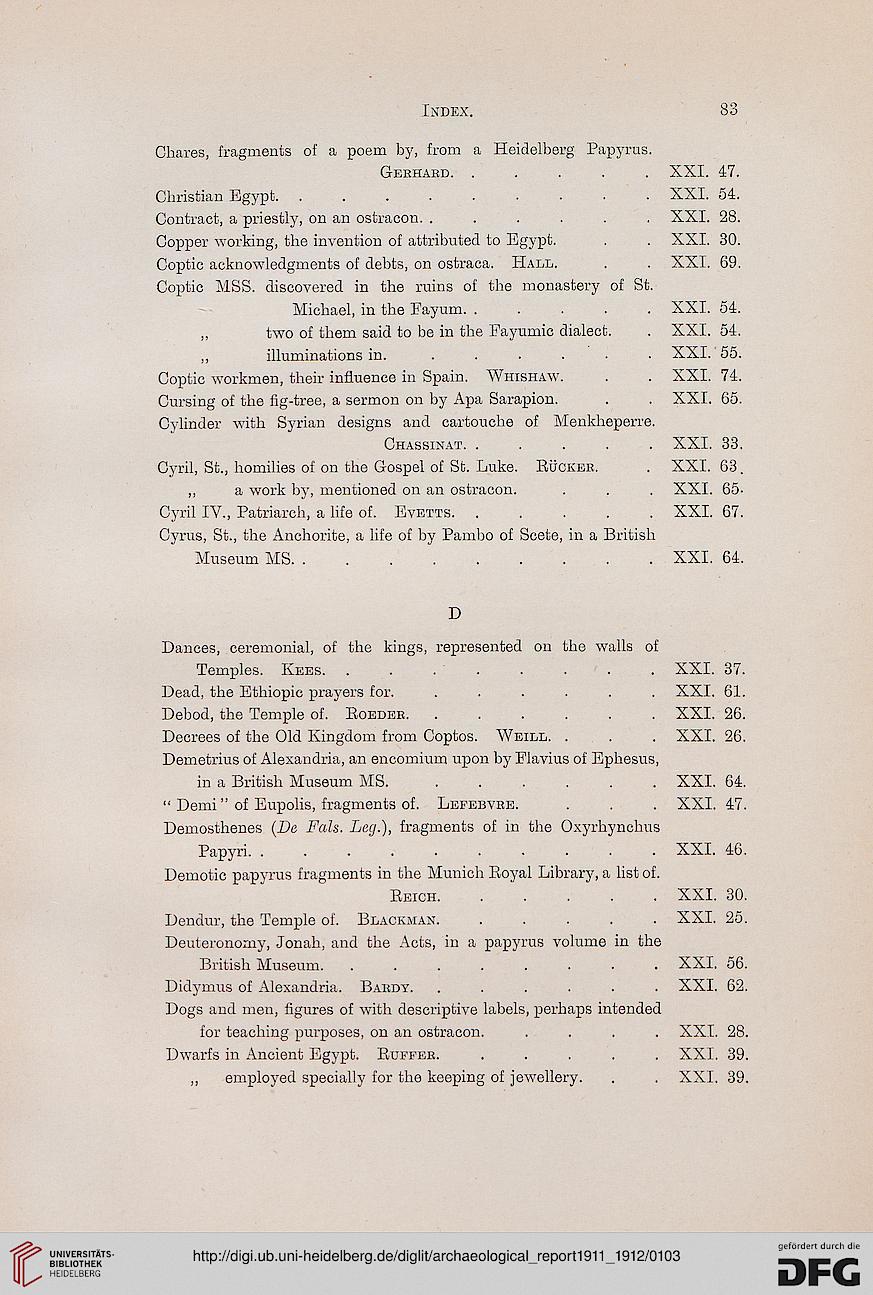 INDEX. 83
Chares, fragments of a poem by, from a Heidelberg Papyrus.
GERHARD. . . . . . XXI. 47.
Christian Egypt. . . . . . . . . . XXI. 54.
Contract, a priestly, on an ostracon. . . . . . . XXI. 28.
Copper working, the invention of attributed to Egypt. . . XXI. 30.
Coptic acknowledgments of debts, on ostraca. HALL. . . XXI. 69.
Coptic MSS. discovered in the ruins of the monastery of St.
Michael, in the Fayum. . . . . . XXI. 54.
„ two of them said to be in the Fayumic dialect. . XXI. 54.
„ illuminations in. . . . . . . XXI. 55.
Coptic workmen, their influence in Spain. WHISHAW. . . XXI. 74.
Cursing of the fig-tree, a sermon on by Apa Sarapion. . . XXI. 65.
Cylinder with Syrian designs and cartouche of Menkheperre.
CHASSINAT. . . . . . XXI. 33.
Cyril, St., homilies of on the Gospel of St. Luke. RÜCKER. . XXI. 63.
„ a work by, mentioned on an ostracon. . . . XXI. 65.
Cyril IV., Patriarch, a life of. EVETTS. . . . . . XXI. 67.
Cyrus, St., the Anchorite, a life of by Pambo of Scete, in a British
Museum MS. . . . . . . . . . XXI. 64.
D
Dances, ceremonial, of the kings, represented on the walls of
Temples. KEES. . . . . . . . . XXI. 37.
Dead, the Ethiopic prayers for. . . . . . . XXI. 61.
Debod, the Temple of. ROEDER. . . . . . . XXI. 26.
Decrees of the Old Kingdom from Coptos. WEILL. . . . XXI. 26.
Demetrius of Alexandria, an encomium upon by Flavius of Ephesus,
in a British Museum MS. . . . . . . XXI. 64.
“ Demi ” of Eupolis, fragments of. LEFEBVRE. . . . XXI. 47.
Demosthenes (De Fals. Leg.), fragments of in the Oxyrhynchus
Papyri. . . . . . . . . . . XXI. 46.
Demotic papyrus fragments in the Munich Royal Library, a list of.
REICH. . . . . . XXI. 30.
Dendur, the Temple of. BLACKMAN. . . . . . XXI. 25.
Deuteronomy, Jonah, and the Acts, in a papyrus volume in the
British Museum. . . . . . . . . XXI. 56.
Didymus of Alexandria. BARDY. . . . . . . XXI. 62.
Dogs and men, figures of with descriptive labels, perhaps intended
for teaching purposes, on an ostracon. . . . . XXI. 28.
Dwarfs in Ancient Egypt. RUFFER. . . . . . XXI. 39.
„ employed specially for the keeping of jewellery. . . XXI. 39.
UNIVERSITÄTS-
BIBLIOTHEK
HEIDELBERG
http://digi.ub.uni-heidelberg.de/diglit/archaeological_report1911_1912/0103
gefördert durch die
DFG